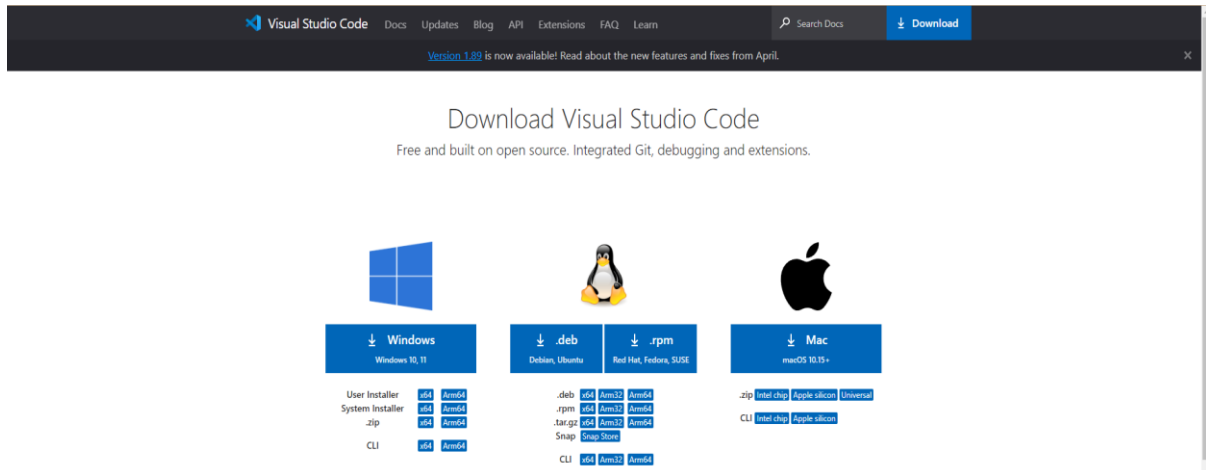 Visual Studio Code Docs Updates Blog API Extensions FAQ Learn Search Docs Download
Version 1.89 is now available! Read about the new features and fixes from April.
Download Visual Studio Code
Free and built on open source. Integrated Git, debugging and extensions.
Windows
Windows 10, 11
User Installer x64 Arm64
System Installer x64 Arm64
.zip x64 Arm64
CLI x64 Arm64
.deb .rpm
Debian, Ubuntu Red Hat, Fedora, SUSE
.deb x64 Arm32 Arm64
.rpm x64 Arm32 Arm64
.tar.gz x64 Arm32 Arm64
Snap Snap Store
CLI x64 Arm32 Arm64
Mac
macOS 10.15+
.zip Intel chip Apple silicon Universal
CLI Intel chip Apple silicon